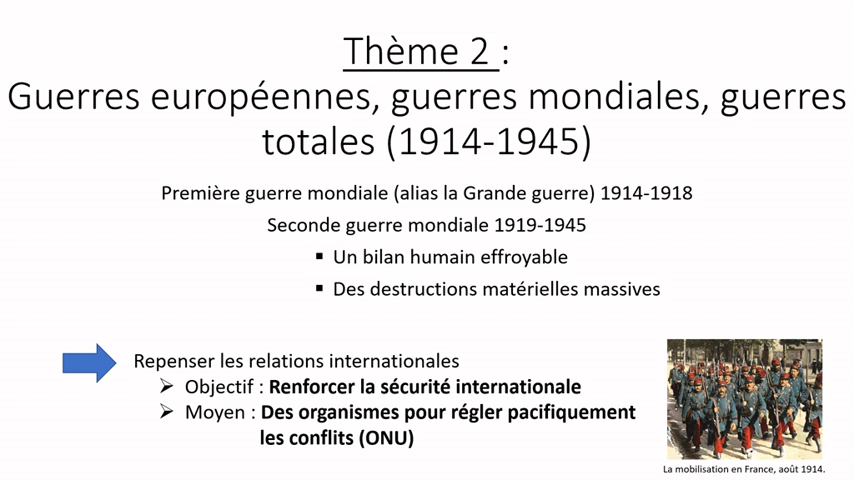 Thème 2 :
Guerres européennes, guerres mondiales, guerres
totales (1914-1945)
Première guerre mondiale (alias la Grande guerre) 1914-1918
Seconde guerre mondiale 1919-1945
▪ Un bilan humain effroyable
▪ Des destructions matérielles massives
Repenser les relations internationales
➢ Objectif : Renforcer la sécurité internationale
➢ Moyen : Des organismes pour régler pacifiquement
les conflits (ONU)
La mobilisation en France, août 1914.